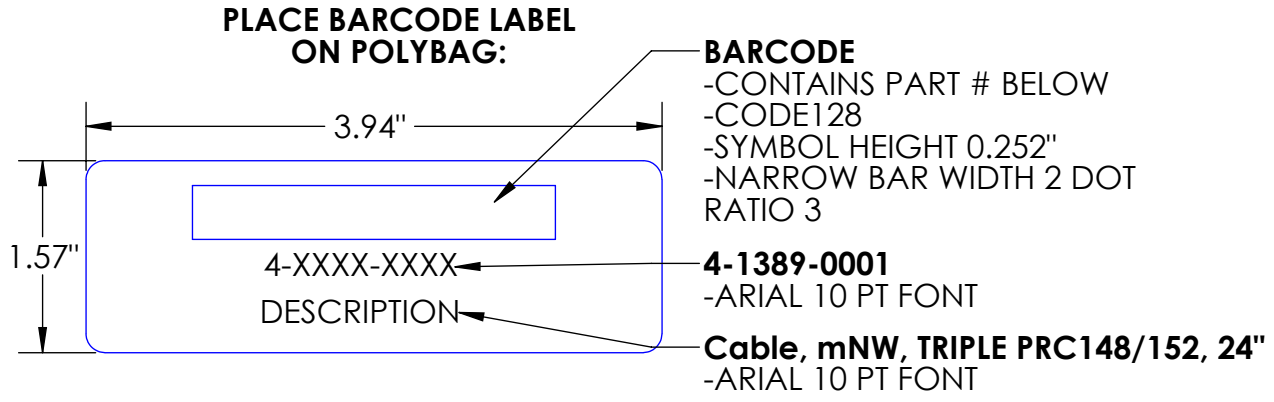 PLACE BARCODE LABEL
ON POLYBAG:
BARCODE
-CONTAINS PART # BELOW
-CODE128
-SYMBOL HEIGHT 0.252"
-NARROW BAR WIDTH 2 DOT
RATIO 3
3.94"
1.57"
4-XXXX-XXXX
4-1389-0001
-ARIAL 10 PT FONT
DESCRIPTION
Cable, mNW, TRIPLE PRC148/152, 24"
-ARIAL 10 PT FONT